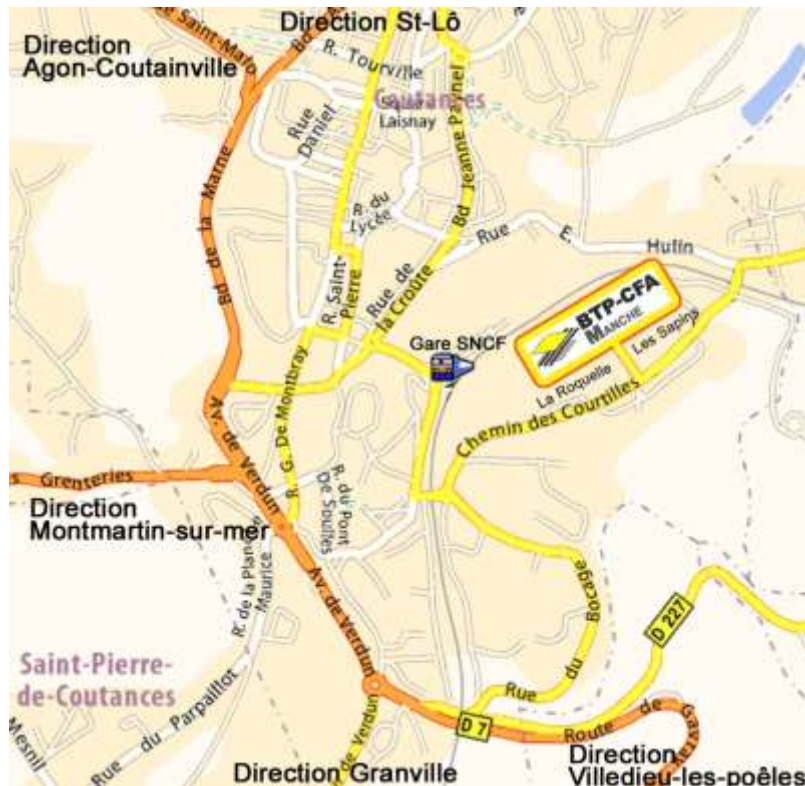 Direction St-Lô
Direction
Agon-Coutainville
R. Tourville
Coutances
Laisnay
Rue
Daniel
Bd Jeanne Paynel
R. du
Lycée
Bd de la Marne
Rue E. Hulin
Rue de
la Croûte
R. Saint-
Pierre
BTP-CFA
MANCHE
Gare SNCF
Les Sapins
La Roquelle
R. G. De Montbray
Chemin des Courtilles
Av. de Verdun
s Grenteries
Direction
Montmartin-sur-mer
R. du Pont
De Soulles
R. de la Planche
Maurice
Av. de Verdun
Rue du Bocage
D 227
Saint-Pierre-
de-Coutances
Rue du Parpaillot
Mesnil
de Verdun
D 7
Route de Gavray
Direction Granville
Direction
Villedieu-les-poêles